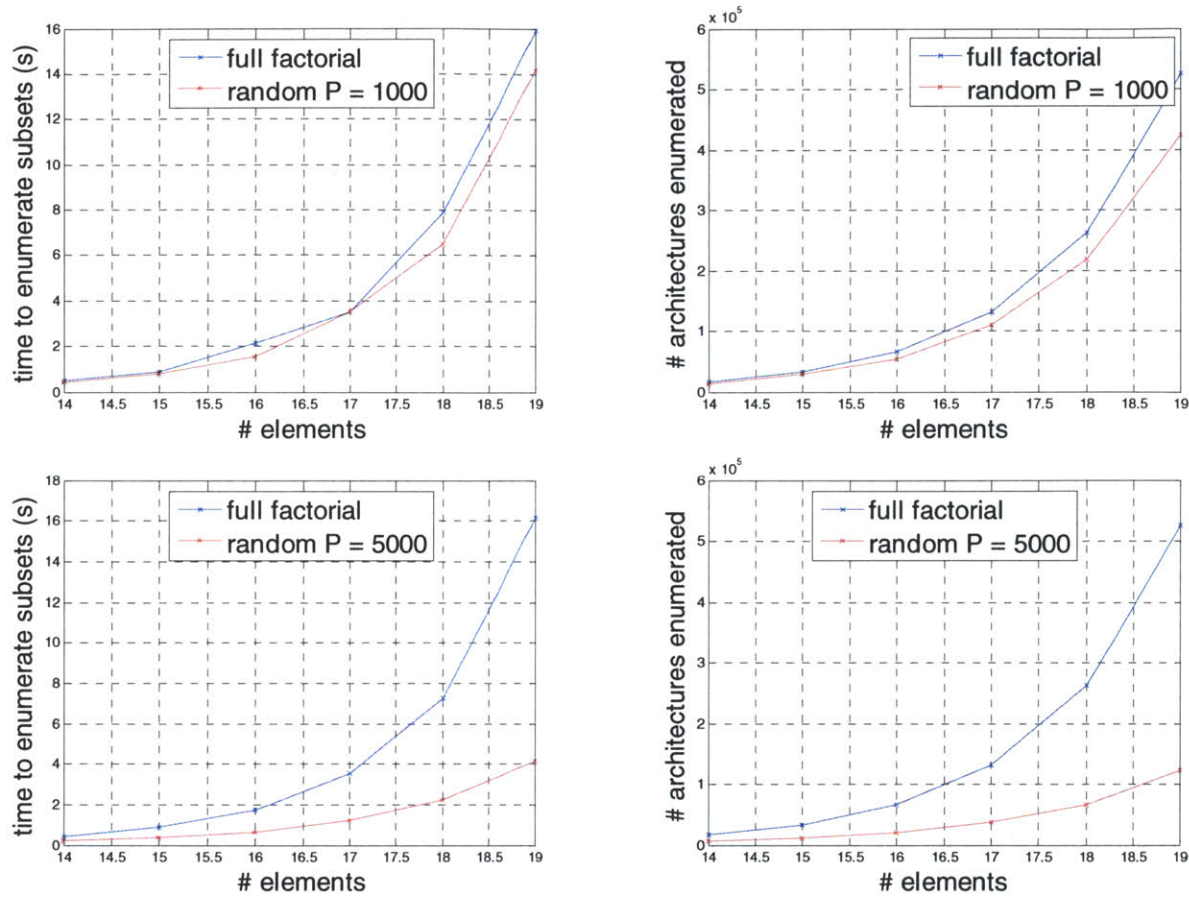 time to enumerate subsets (s)
16
14
12
10
8
6
4
2
0
full factorial
random P = 1000
14 14.5 15 15.5 16 16.5 17 17.5 18 18.5 19
# elements
# architectures enumerated
x 10^5
6
5
4
3
2
1
0
full factorial
random P = 1000
14 14.5 15 15.5 16 16.5 17 17.5 18 18.5 19
# elements
time to enumerate subsets (s)
18
16
14
12
10
8
6
4
2
0
full factorial
random P = 5000
14 14.5 15 15.5 16 16.5 17 17.5 18 18.5 19
# elements
# architectures enumerated
x 10^5
6
5
4
3
2
1
0
full factorial
random P = 5000
14 14.5 15 15.5 16 16.5 17 17.5 18 18.5 19
# elements